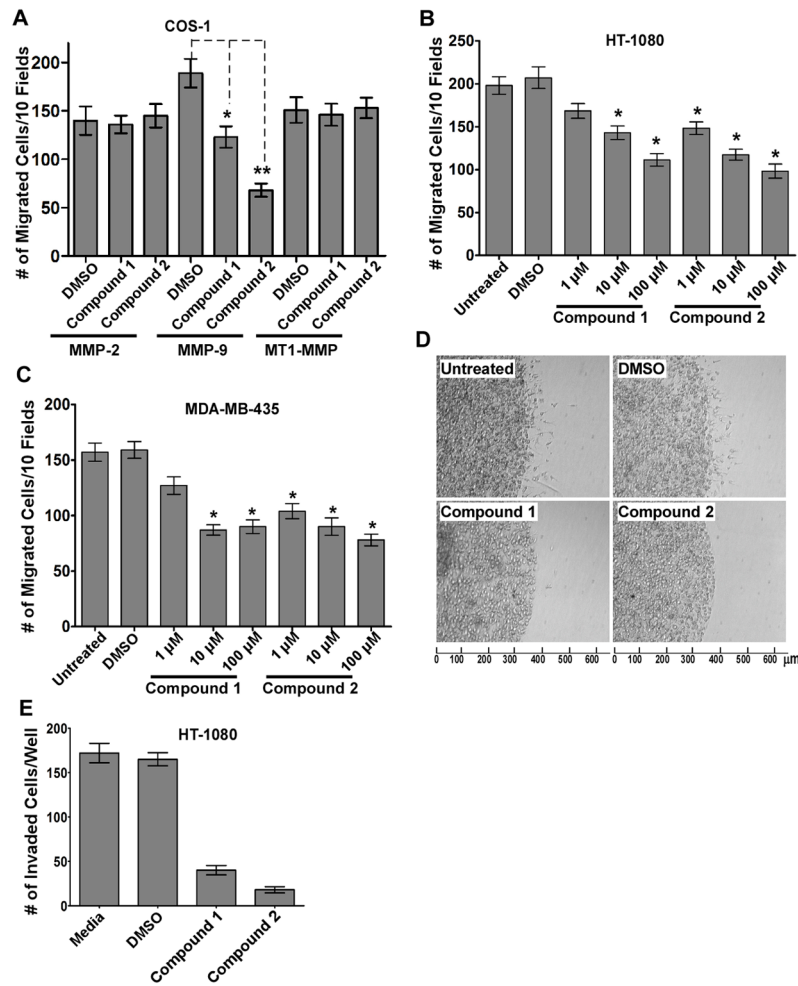 A
COS-1
# of Migrated Cells/10 Fields
200
150
100
50
0
*
**
DMSO
Compound 1
Compound 2
DMSO
Compound 1
Compound 2
DMSO
Compound 1
Compound 2
MMP-2
MMP-9
MT1-MMP
B
HT-1080
# of Migrated Cells/10 Fields
250
200
150
100
50
0
*
*
*
*
*
Untreated
DMSO
1 µM
10 µM
100 µM
1 µM
10 µM
100 µM
Compound 1
Compound 2
C
MDA-MB-435
# of Migrated Cells/10 Fields
200
150
100
50
0
*
*
*
*
*
Untreated
DMSO
1 µM
10 µM
100 µM
1 µM
10 µM
100 µM
Compound 1
Compound 2
D
Untreated
DMSO
Compound 1
Compound 2
0 100 200 300 400 500 600 0 100 200 300 400 500 600 µm
E
HT-1080
# of Invaded Cells/Well
200
150
100
50
0
Media
DMSO
Compound 1
Compound 2